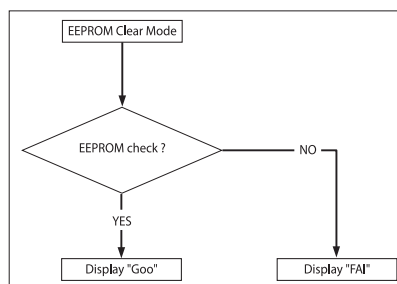 EEPROM Clear Mode
EEPROM check ?
NO
YES
Display "Goo"
Display "FAI"